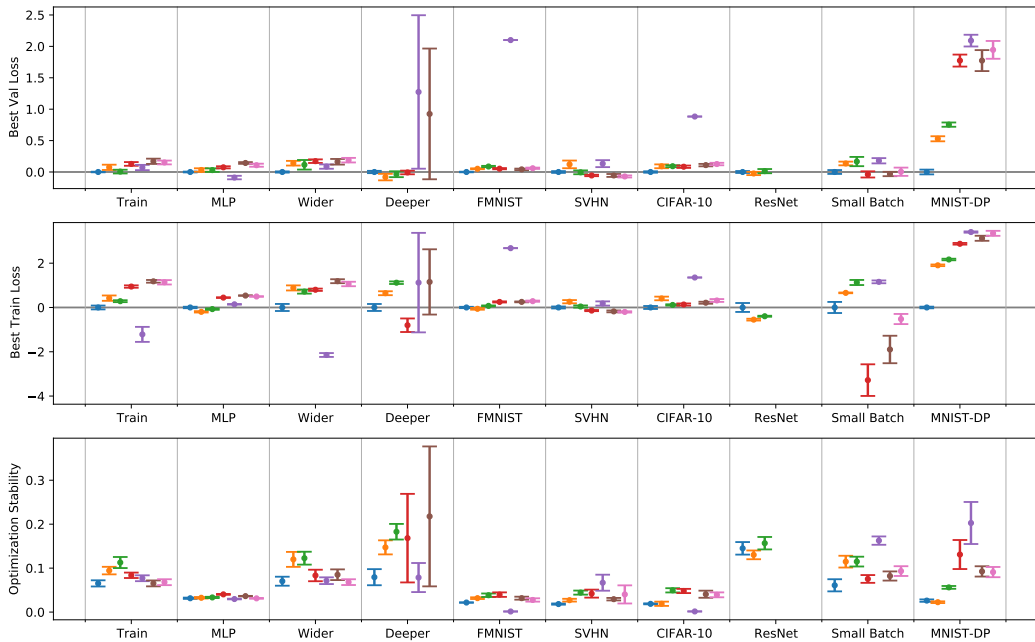 Best Val Loss
2.5
2.0
1.5
1.0
0.5
0.0
Train MLP Wider Deeper FMNIST SVHN CIFAR-10 ResNet Small Batch MNIST-DP
Best Train Loss
2
0
−2
−4
Train MLP Wider Deeper FMNIST SVHN CIFAR-10 ResNet Small Batch MNIST-DP
Optimization Stability
0.3
0.2
0.1
0.0
Train MLP Wider Deeper FMNIST SVHN CIFAR-10 ResNet Small Batch MNIST-DP